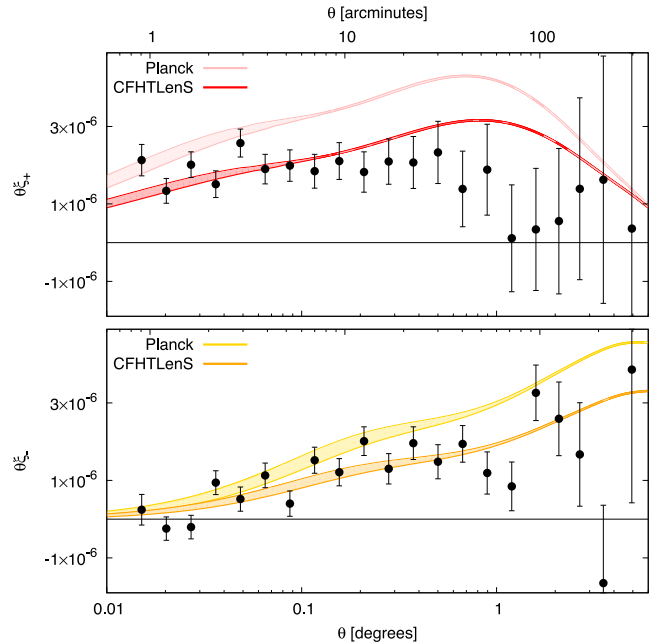 θ [arcminutes]
1 10 100
Planck
CFHTLenS
3×10⁻⁶
1×10⁻⁶
-1×10⁻⁶
θξ₊
Planck
CFHTLenS
3×10⁻⁶
1×10⁻⁶
-1×10⁻⁶
θξ₋
0.01 0.1 1
θ [degrees]